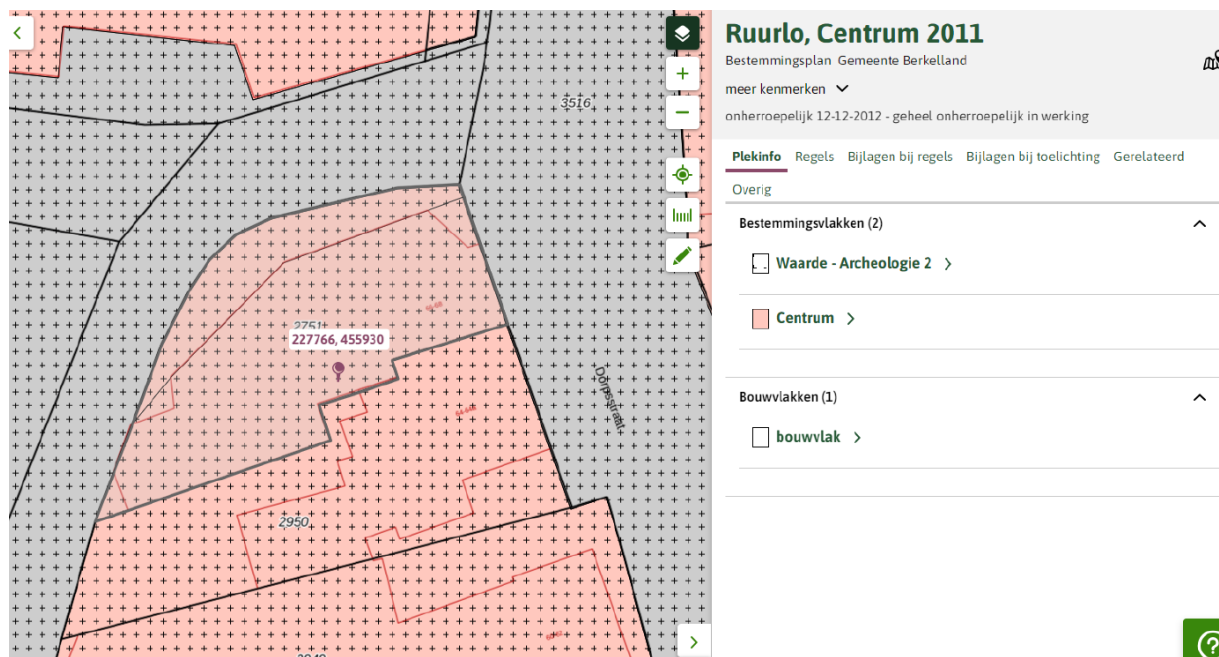 Ruurlo, Centrum 2011
Bestemmingsplan Gemeente Berkelland
meer kenmerken
onherroepelijk 12-12-2012 - geheel onherroepelijk in werking
Plekinfo Regels Bijlagen bij regels Bijlagen bij toelichting Gerelateerd
Overig
Bestemmingsvlakken (2)
Waarde - Archeologie 2
Centrum
Bouwvlakken (1)
bouwvlak
3516
2751
227766, 455930
Dorpsstraat
2950